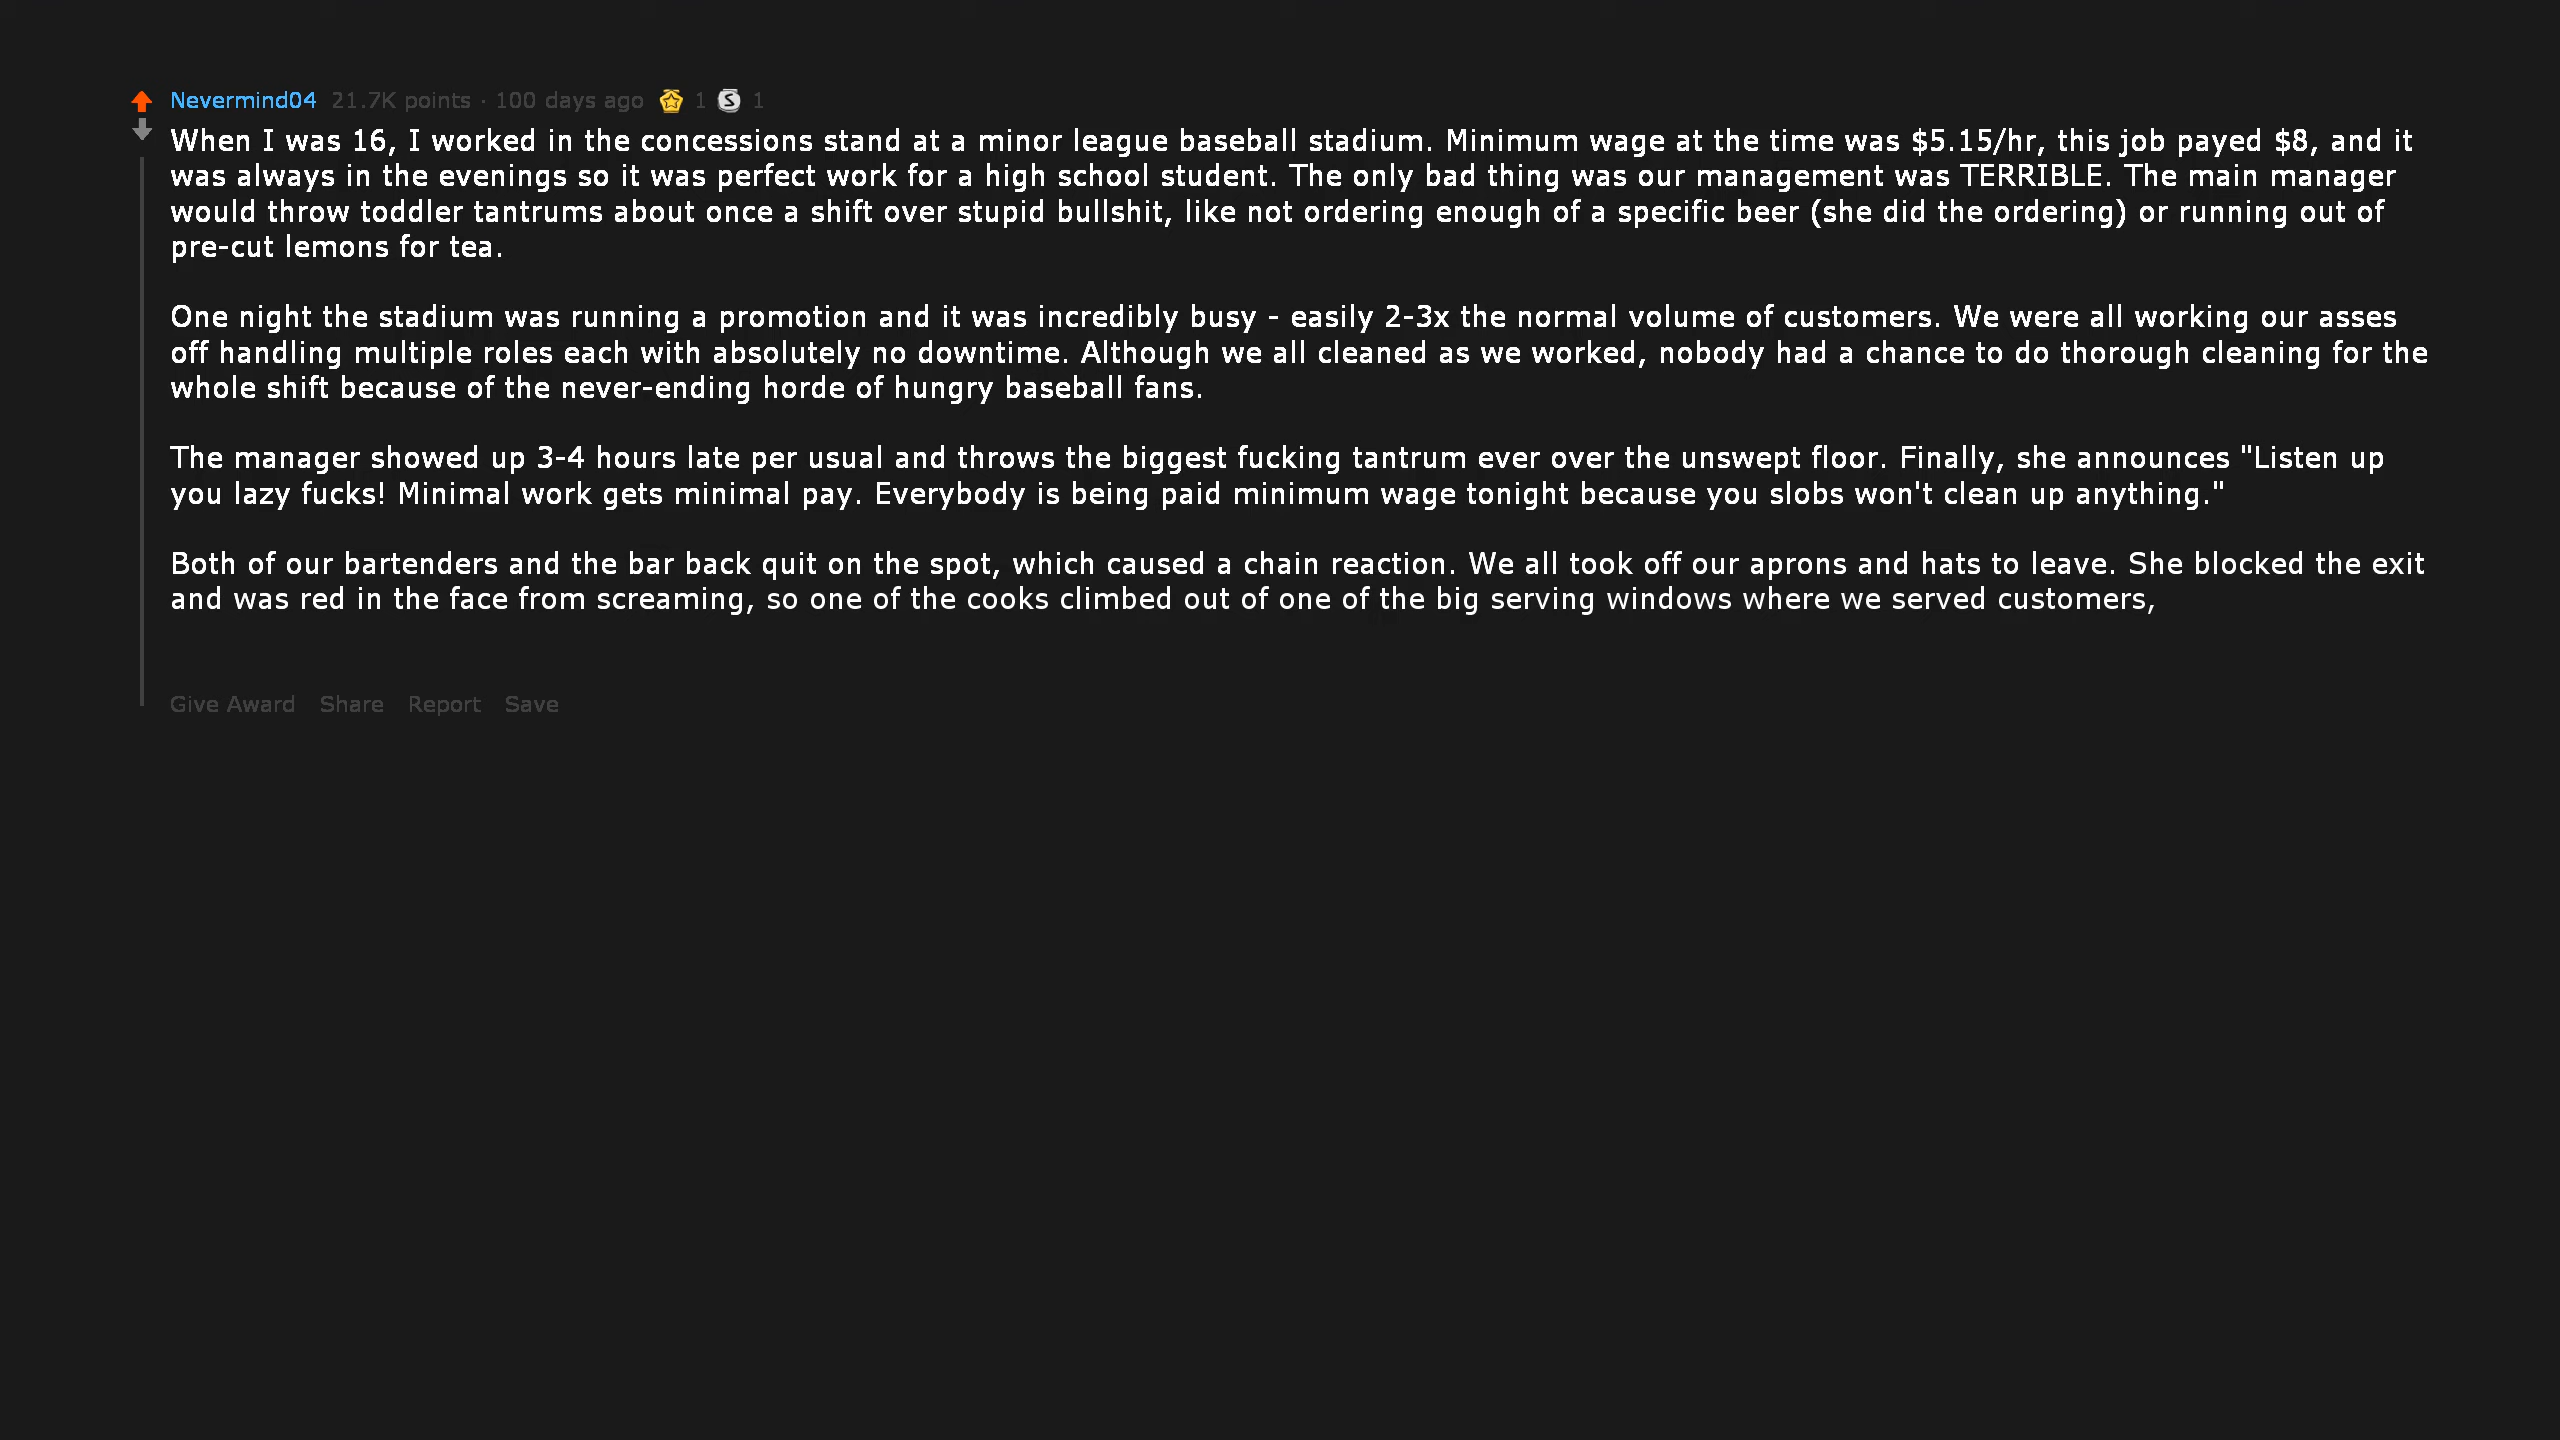 Nevermind04 21.7K points · 100 days ago 1 1
When I was 16, I worked in the concessions stand at a minor league baseball stadium. Minimum wage at the time was $5.15/hr, this job payed $8, and it
was always in the evenings so it was perfect work for a high school student. The only bad thing was our management was TERRIBLE. The main manager
would throw toddler tantrums about once a shift over stupid bullshit, like not ordering enough of a specific beer (she did the ordering) or running out of
pre-cut lemons for tea.
One night the stadium was running a promotion and it was incredibly busy - easily 2-3x the normal volume of customers. We were all working our asses
off handling multiple roles each with absolutely no downtime. Although we all cleaned as we worked, nobody had a chance to do thorough cleaning for the
whole shift because of the never-ending horde of hungry baseball fans.
The manager showed up 3-4 hours late per usual and throws the biggest fucking tantrum ever over the unswept floor. Finally, she announces "Listen up
you lazy fucks! Minimal work gets minimal pay. Everybody is being paid minimum wage tonight because you slobs won't clean up anything."
Both of our bartenders and the bar back quit on the spot, which caused a chain reaction. We all took off our aprons and hats to leave. She blocked the exit
and was red in the face from screaming, so one of the cooks climbed out of one of the big serving windows where we served customers,
Give Award Share Report Save